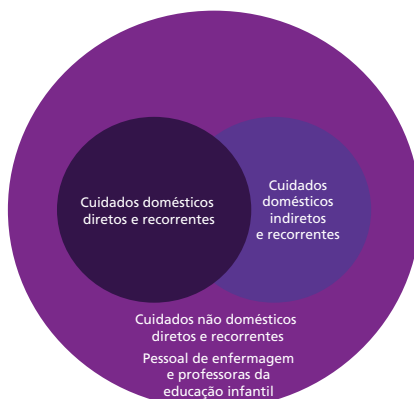 Cuidados domésticos
diretos e recorrentes
Cuidados
domésticos
indiretos
e recorrentes
Cuidados não domésticos
diretos e recorrentes
Pessoal de enfermagem
e professoras da
educação infantil